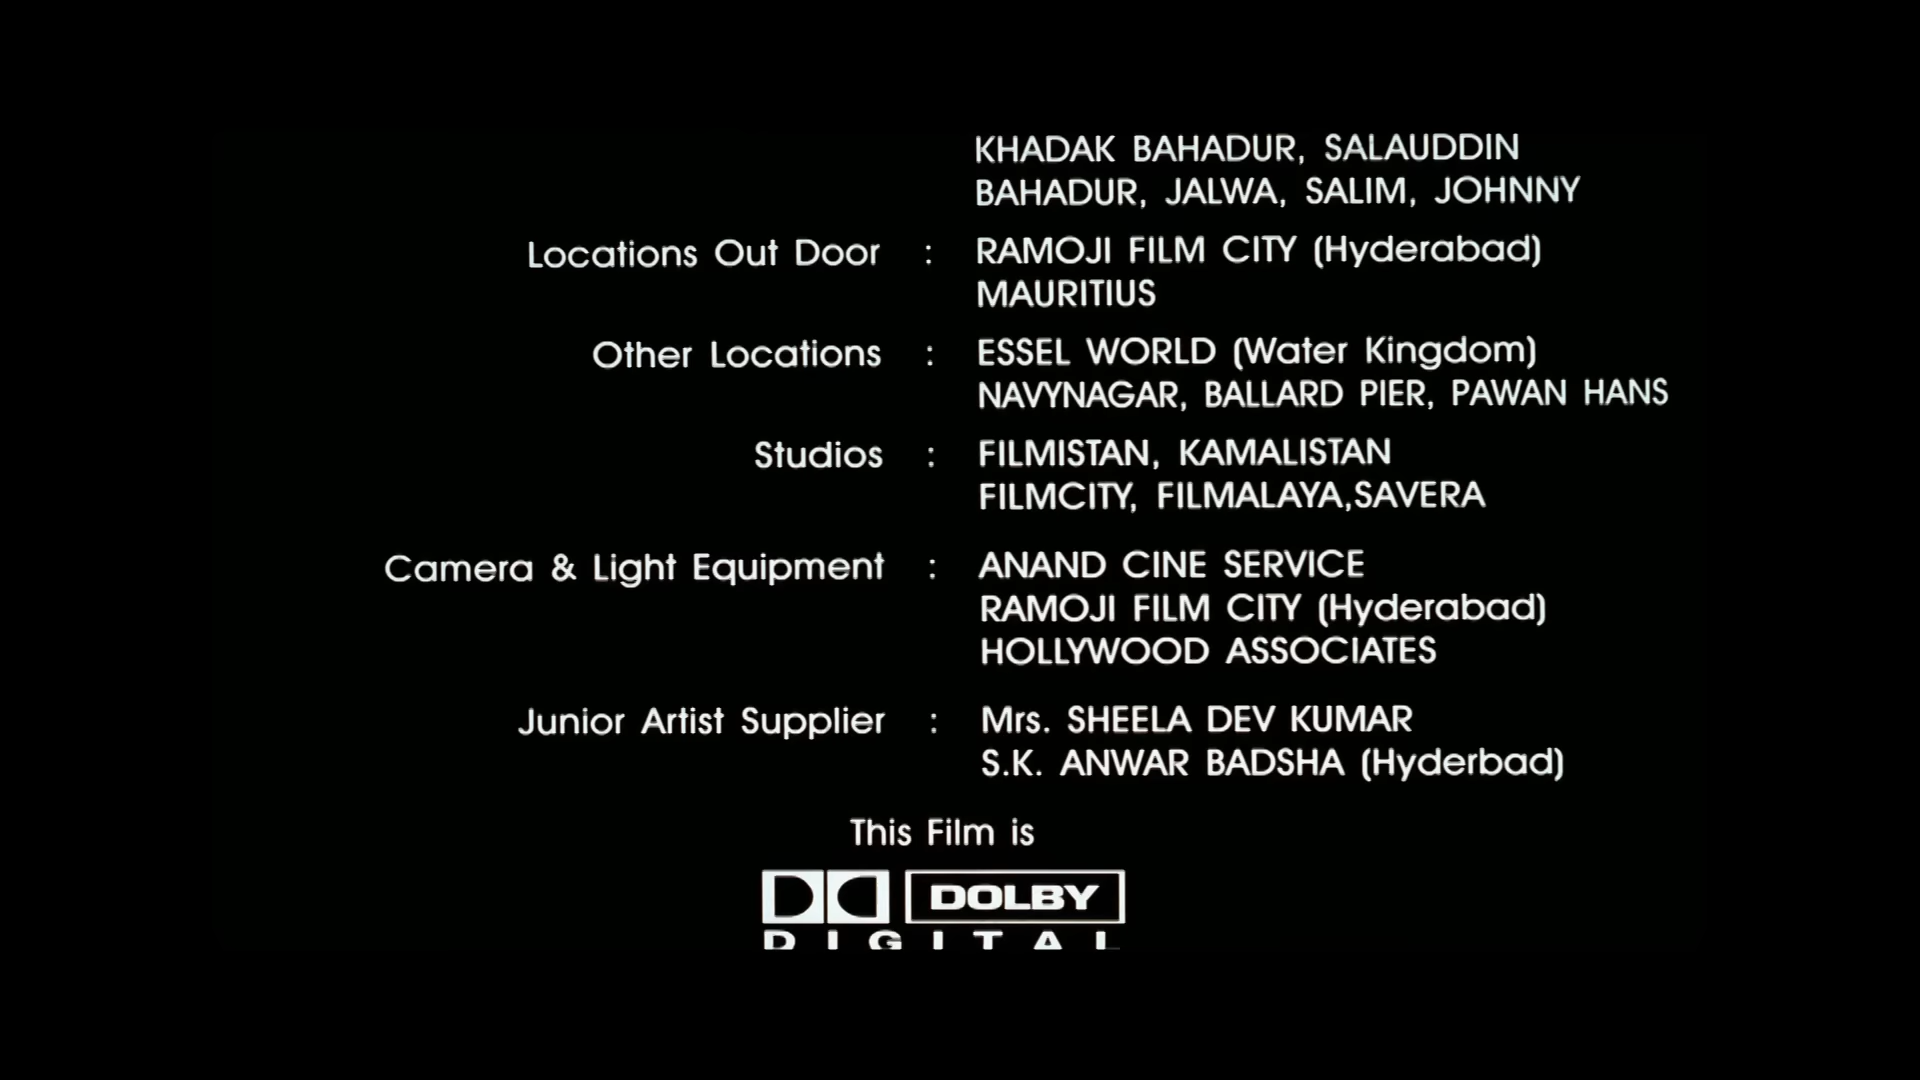 KHADAK BAHADUR, SALAUDDIN
BAHADUR, JALWA, SALIM, JOHNNY
Locations Out Door : RAMOJI FILM CITY (Hyderabad)
MAURITIUS
Other Locations : ESSEL WORLD (Water Kingdom)
NAVYNAGAR, BALLARD PIER, PAWAN HANS
Studios : FILMISTAN, KAMALISTAN
FILMCITY, FILMALAYA,SAVERA
Camera & Light Equipment : ANAND CINE SERVICE
RAMOJI FILM CITY (Hyderabad)
HOLLYWOOD ASSOCIATES
Junior Artist Supplier : Mrs. SHEELA DEV KUMAR
S.K. ANWAR BADSHA (Hyderbad)
This Film is
DOLBY
DIGITAL